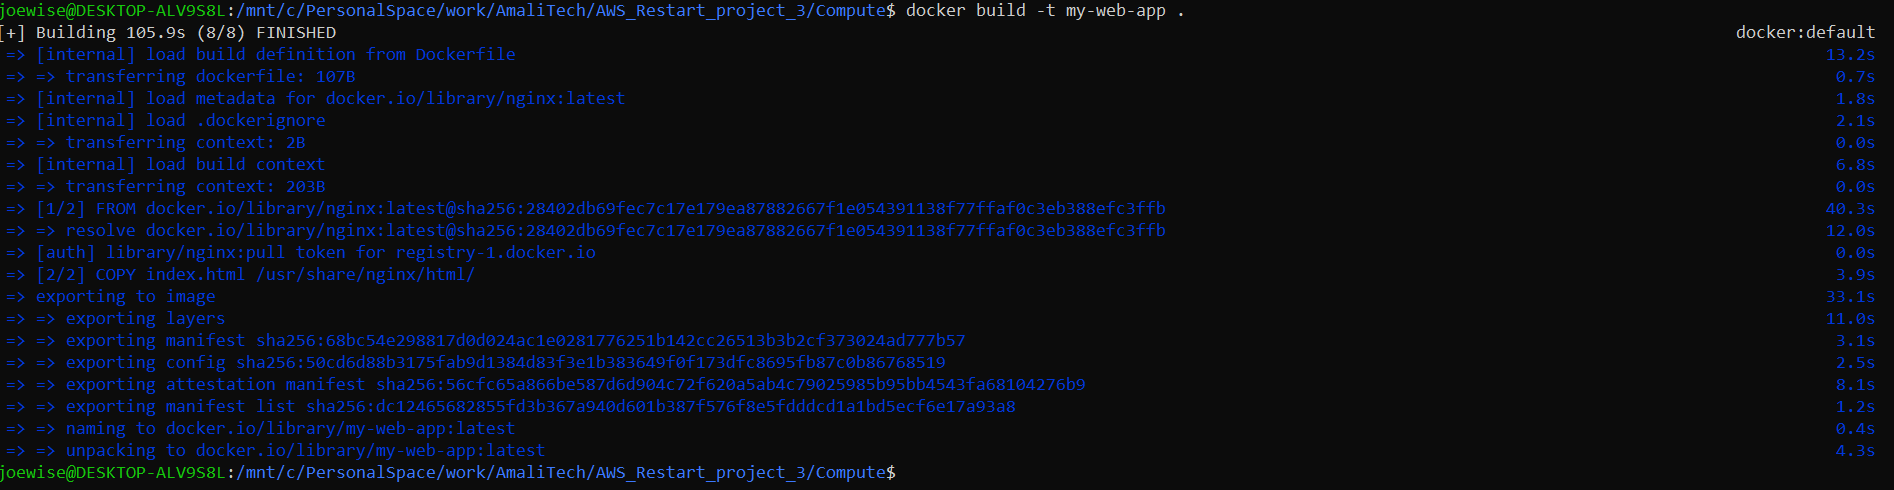 joewise@DESKTOP-ALV9S8L:/mnt/c/PersonalSpace/work/AmaliTech/AWS_Restart_project_3/Compute$ docker build -t my-web-app .
[+] Building 105.9s (8/8) FINISHED docker:default
=> [internal] load build definition from Dockerfile 13.2s
=> => transferring dockerfile: 107B 0.7s
=> [internal] load metadata for docker.io/library/nginx:latest 1.8s
=> [internal] load .dockerignore 2.1s
=> => transferring context: 2B 0.0s
=> [internal] load build context 6.8s
=> => transferring context: 203B 0.0s
=> [1/2] FROM docker.io/library/nginx:latest@sha256:28402db69fec7c17e179ea87882667f1e054391138f77ffaf0c3eb388efc3ffb 40.3s
=> => resolve docker.io/library/nginx:latest@sha256:28402db69fec7c17e179ea87882667f1e054391138f77ffaf0c3eb388efc3ffb 12.0s
=> [auth] library/nginx:pull token for registry-1.docker.io 0.0s
=> [2/2] COPY index.html /usr/share/nginx/html/ 3.9s
=> exporting to image 33.1s
=> => exporting layers 11.0s
=> => exporting manifest sha256:68bc54e298817d0d024ac1e0281776251b142cc26513b3b2cf373024ad777b57 3.1s
=> => exporting config sha256:50cd6d88b3175fab9d1384d83f3e1b383649f0f173dfc8695fb87c0b86768519 2.5s
=> => exporting attestation manifest sha256:56cfc65a866be587d6d904c72f620a5ab4c79025985b95bb4543fa68104276b9 8.1s
=> => exporting manifest list sha256:dc12465682855fd3b367a940d601b387f576f8e5fdddcd1a1bd5ecf6e17a93a8 1.2s
=> => naming to docker.io/library/my-web-app:latest 0.4s
=> => unpacking to docker.io/library/my-web-app:latest 4.3s
joewise@DESKTOP-ALV9S8L:/mnt/c/PersonalSpace/work/AmaliTech/AWS_Restart_project_3/Compute$